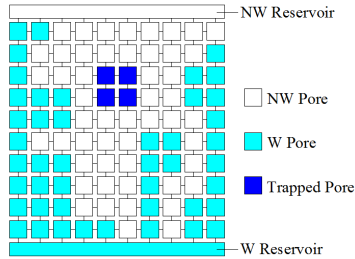 NW Reservoir
NW Pore
W Pore
Trapped Pore
W Reservoir